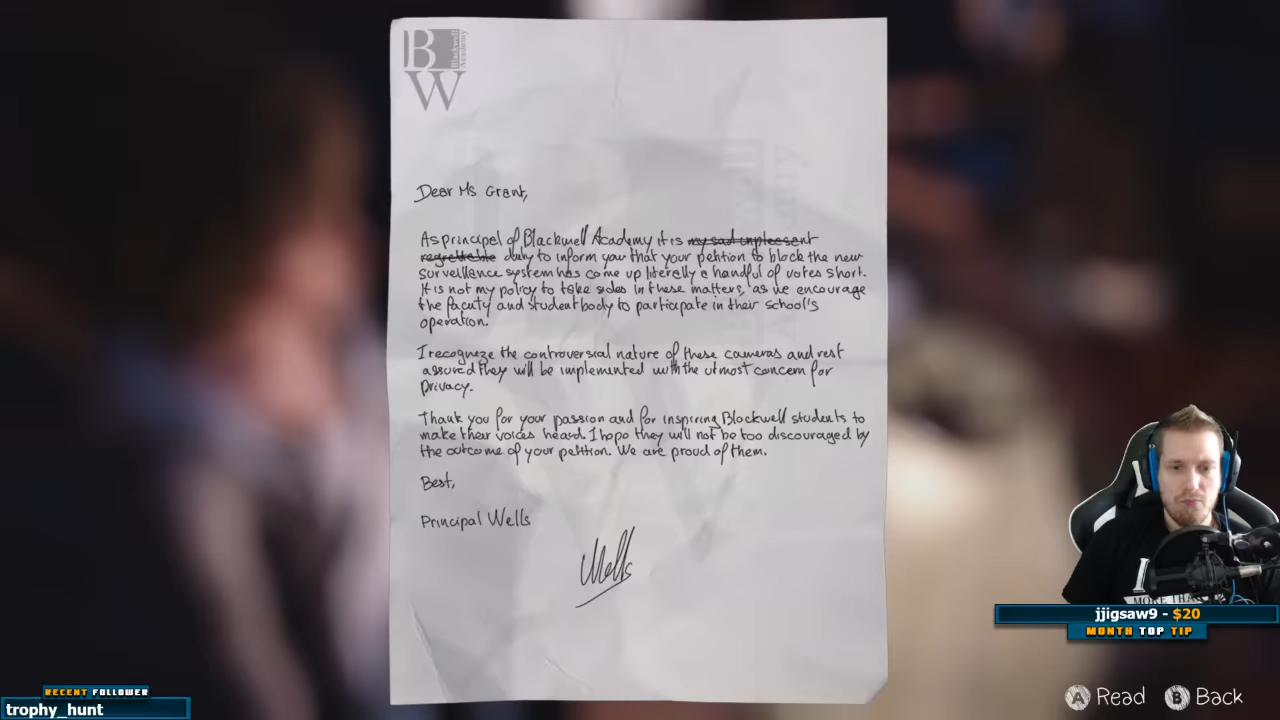 B
Blackwell
Academy
W
Dear Ms Grant,
As principal of Blackwell Academy it is my sad unpleasent
regrettable duty to inform you that your petition to block the new
surveillance system has come up literally a handful of votes short.
It is not my policy to take sides in these matters, as we encourage
the facuty and student body to participate in their school's
operation.
I recogneze the controversial nature of these cameras and rest
assured they will be implemented with the utmost concern for
privacy.
Thank you for your passion and for inspiring Blackwell students to
make their voices heard. I hope they will not be too discouraged by
the outcome of your petition. We are proud of them.
Best,
Principal Wells
Wells
I
MORE THA
jjigsaw9 - $20
MONTH TOP TIP
RECENT FOLLOWER
trophy_hunt
A Read B Back